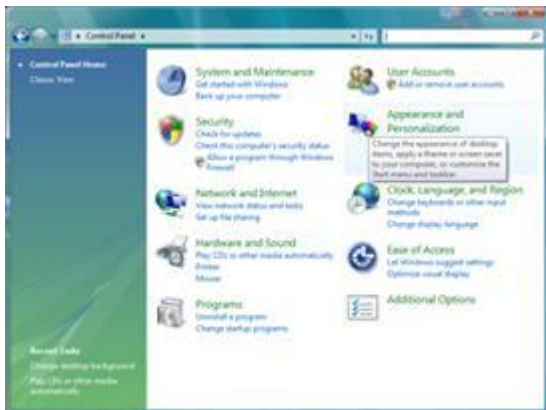 Control Panel
Control Panel Home
Classic View
System and Maintenance
Get started with Windows
Back up your computer
Security
Check for updates
Check this computer's security status
Allow a program through Windows
Firewall
Network and Internet
View network status and tasks
Set up file sharing
Hardware and Sound
Play CDs or other media automatically
Printer
Mouse
Programs
Uninstall a program
Change startup programs
User Accounts
Add or remove user accounts
Appearance and
Personalization
Change the appearance of desktop
items, apply a theme or screen saver
to your computer, or customize the
Start menu and taskbar.
Clock, Language, and Region
Change keyboards or other input
methods
Change display language
Ease of Access
Let Windows suggest settings
Optimize visual display
Additional Options
Recent Tasks
Change desktop background
Play CDs or other media
automatically